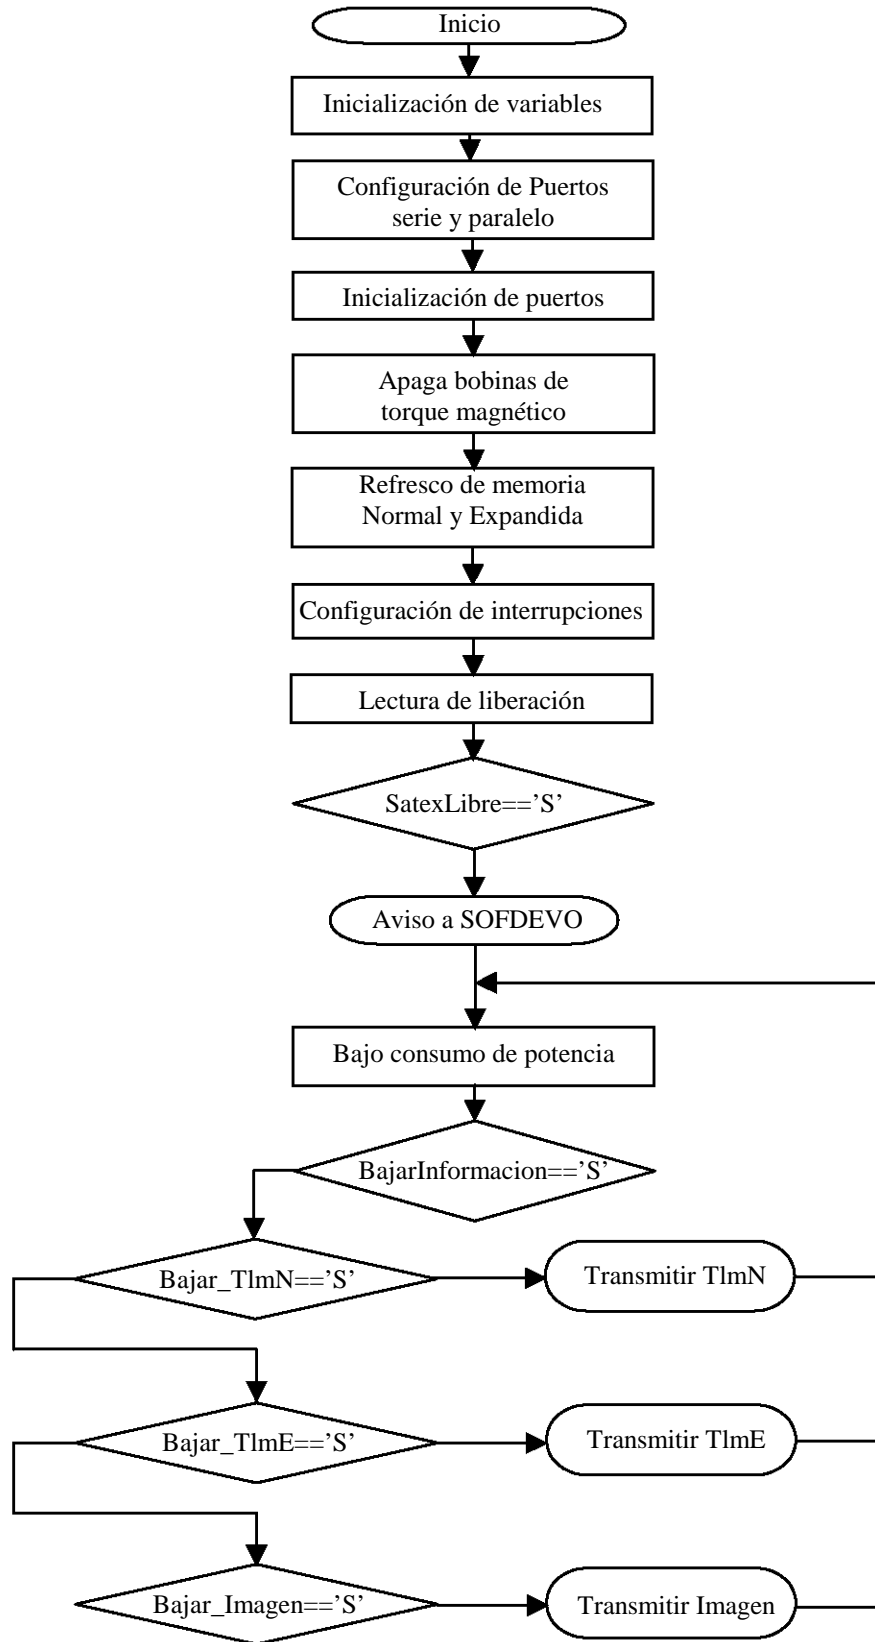 Inicio
Inicialización de variables
Configuración de Puertos
serie y paralelo
Inicialización de puertos
Apaga bobinas de
torque magnético
Refresco de memoria
Normal y Expandida
Configuración de interrupciones
Lectura de liberación
SatexLibre==’S’
Aviso a SOFDEVO
Bajo consumo de potencia
BajarInformacion==’S’
Bajar_TlmN==’S’
Transmitir TlmN
Bajar_TlmE==’S’
Transmitir TlmE
Bajar_Imagen==’S’
Transmitir Imagen